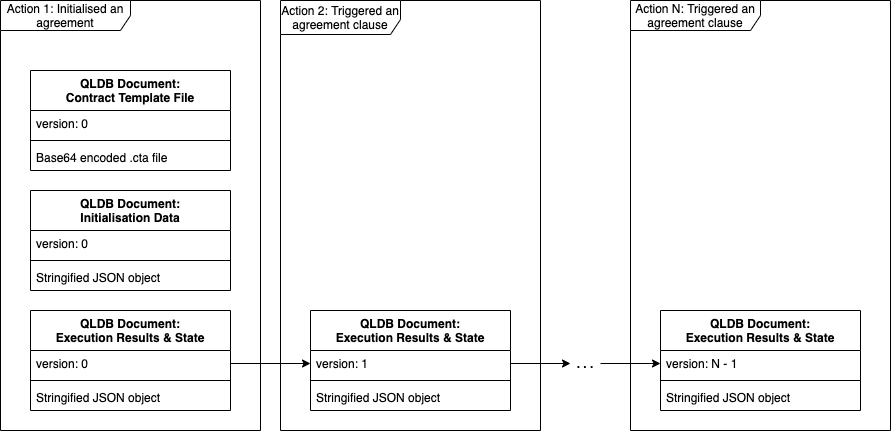 Action 1: Initialised an
agreement
QLDB Document:
Contract Template File
version: 0
Base64 encoded .cta file
QLDB Document:
Initialisation Data
version: 0
Stringified JSON object
QLDB Document:
Execution Results & State
version: 0
Stringified JSON object
Action 2: Triggered an
agreement clause
QLDB Document:
Execution Results & State
version: 1
Stringified JSON object
...
Action N: Triggered an
agreement clause
QLDB Document:
Execution Results & State
version: N - 1
Stringified JSON object